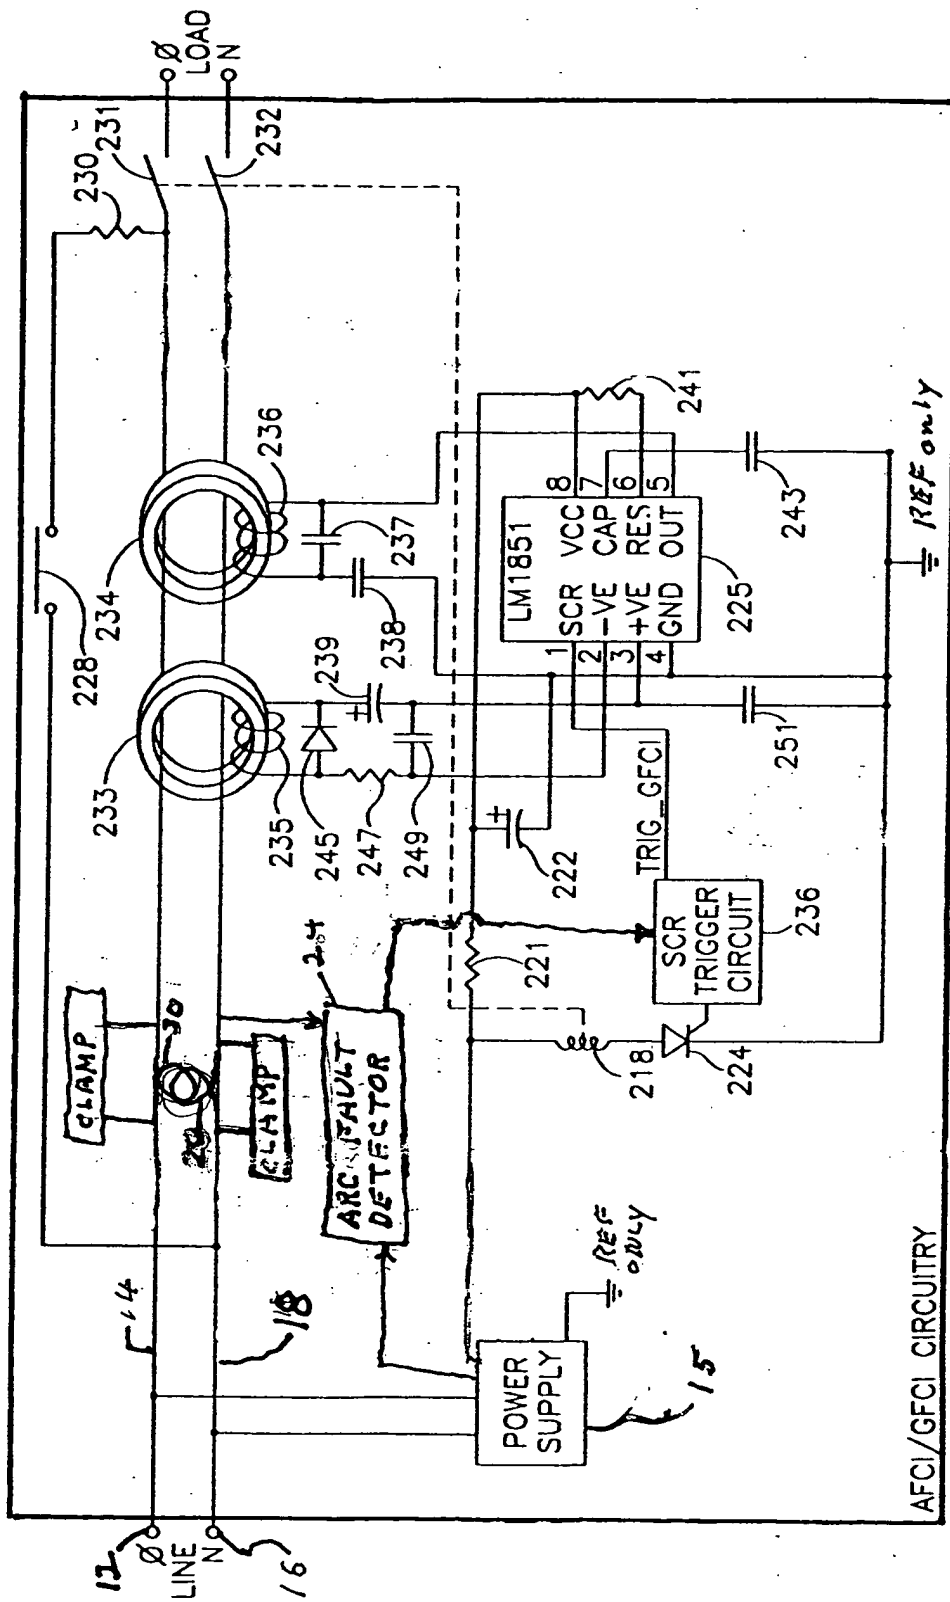 12
Ø
LINE
N
16
14
18
CLAMP
30
CLAMP
24
ARC FAULT
DETECTOR
POWER
SUPPLY
15
REF
ONLY
228
233
234
235
245
247
249
239
236
237
238
230
231
232
Ø
LOAD
N
221
222
218
224
TRIG_GFCI
SCR
TRIGGER
CIRCUIT
236
LM1851
1 SCR VCC 8
2 -VE CAP 7
3 +VE RES 6
4 GND OUT 5
225
241
243
251
REF only
AFCI/GFCI CIRCUITRY